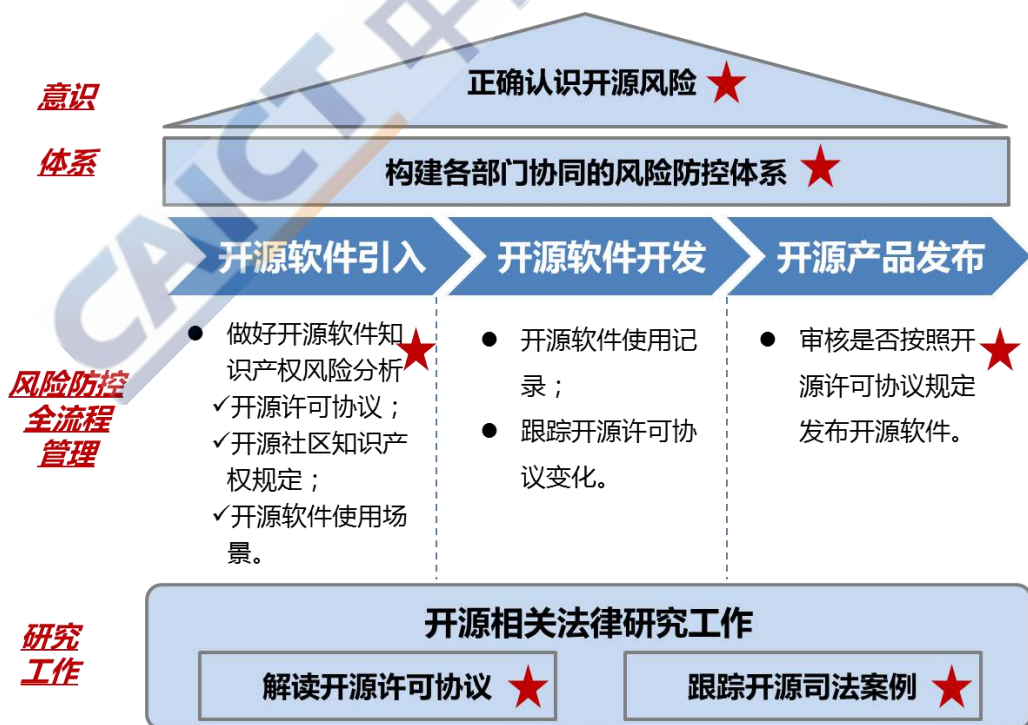 意识
正确认识开源风险
体系
构建各部门协同的风险防控体系
开源软件引入
开源软件开发
开源产品发布
风险防控
全流程
管理
● 做好开源软件知
识产权风险分析
✓开源许可协议；
✓开源社区知识产
权规定；
✓开源软件使用场
景。
● 开源软件使用记
录；
● 跟踪开源许可协
议变化。
● 审核是否按照开
源许可协议规定
发布开源软件。
研究
工作
开源相关法律研究工作
解读开源许可协议
跟踪开源司法案例
CAICT 中